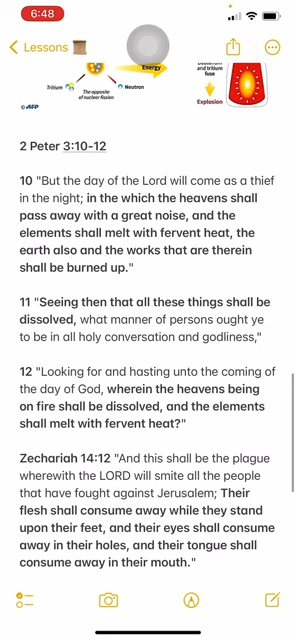 6:48
Lessons
Energy
and tritium
fuse
Tritium
Neutron
The opposite
of nuclear fission
Explosion
©AFP
2 Peter 3:10-12
10 "But the day of the Lord will come as a thief
in the night; in the which the heavens shall
pass away with a great noise, and the
elements shall melt with fervent heat, the
earth also and the works that are therein
shall be burned up."
11 "Seeing then that all these things shall be
dissolved, what manner of persons ought ye
to be in all holy conversation and godliness,"
12 "Looking for and hasting unto the coming of
the day of God, wherein the heavens being
on fire shall be dissolved, and the elements
shall melt with fervent heat?"
Zechariah 14:12 "And this shall be the plague
wherewith the LORD will smite all the people
that have fought against Jerusalem; Their
flesh shall consume away while they stand
upon their feet, and their eyes shall consume
away in their holes, and their tongue shall
consume away in their mouth."